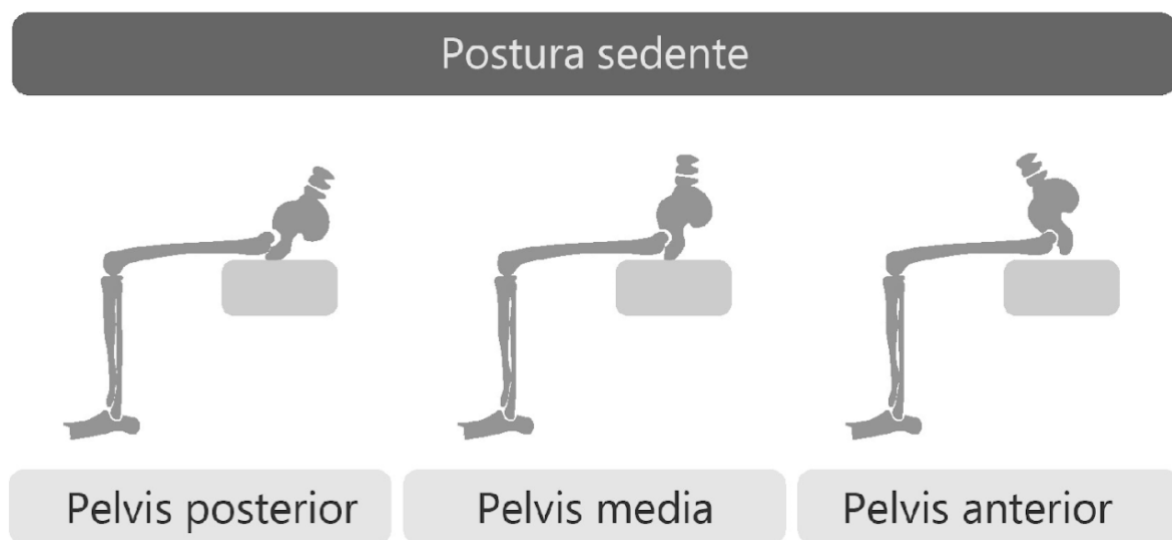 Postura sedente
Pelvis posterior
Pelvis media
Pelvis anterior